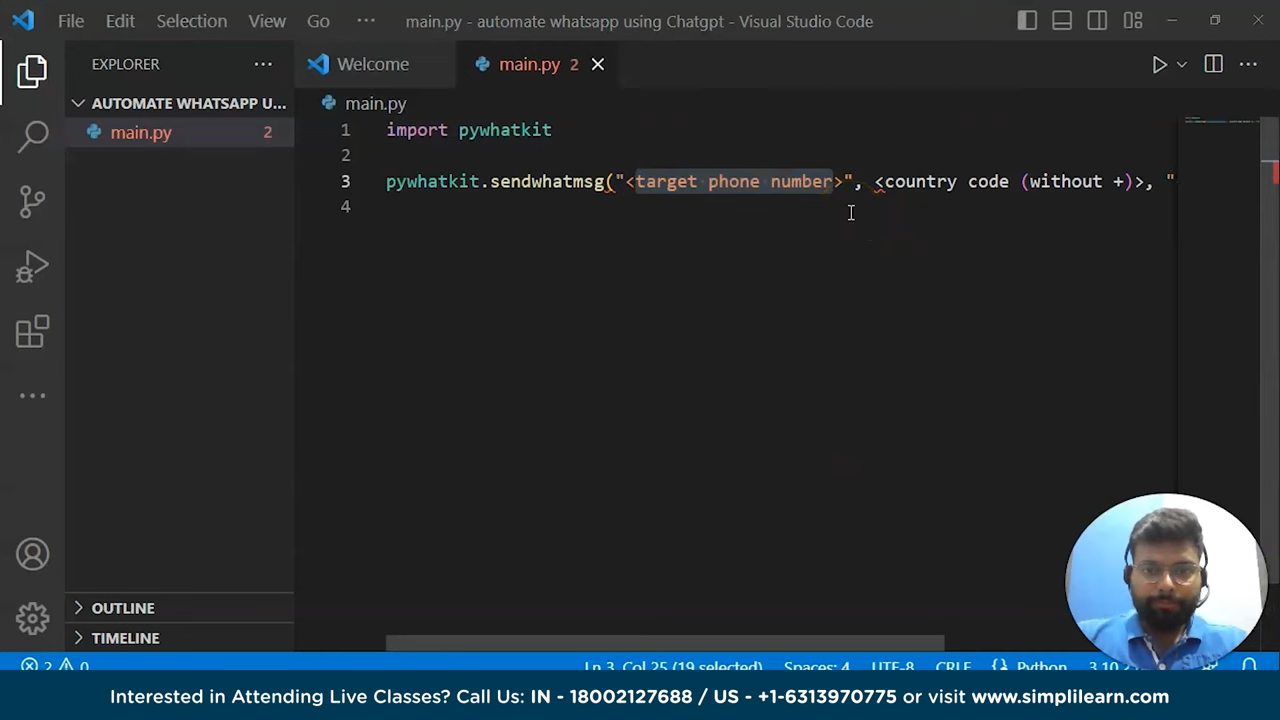 File Edit Selection View Go ··· main.py - automate whatsapp using Chatgpt - Visual Studio Code
EXPLORER ···
Welcome
main.py 2
AUTOMATE WHATSAPP U...
main.py 2
main.py
1 import pywhatkit
2
3 pywhatkit.sendwhatmsg("<target phone number>", <country code (without +)>, "
4
OUTLINE
TIMELINE
2 0 Ln 3, Col 25 (19 selected) Spaces: 4 UTF-8 CRLF Python
Interested in Attending Live Classes? Call Us: IN - 18002127688 / US - +1-6313970775 or visit www.simplilearn.com